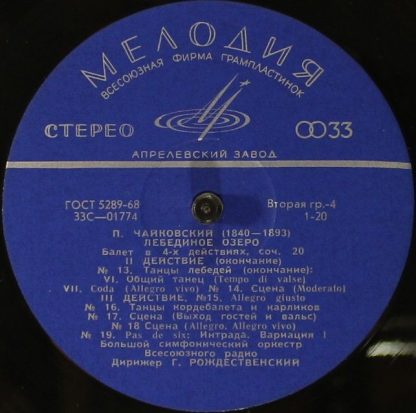 МЕЛОДИЯ
ВСЕСОЮЗНАЯ ФИРМА ГРАМПЛАСТИНОК
СТЕРЕО
33
АПРЕЛЕВСКИЙ ЗАВОД
ГОСТ 5289-68
33С—01774
Вторая гр.-4
1-20
П. ЧАЙКОВСКИЙ (1840—1893)
ЛЕБЕДИНОЕ ОЗЕРО
Балет в 4-х действиях, соч. 20
II ДЕЙСТВИЕ (окончание)
№ 13. Танцы лебедей (окончание):
VI. Общий танец (Tempo di valse)
VII. Coda (Allegro vivo) № 14. Сцена (Moderato)
III ДЕЙСТВИЕ, №15. Allegro giusto
№ 16. Танцы кордебалета и карликов
№ 17. Сцена (Выход гостей и вальс)
№ 18 Сцена (Allegro, Allegro vivo)
№ 19. Pas de six: Интрада. Вариация I
Большой симфонический оркестр
Всесоюзного радио
Дирижер Г. РОЖДЕСТВЕНСКИЙ